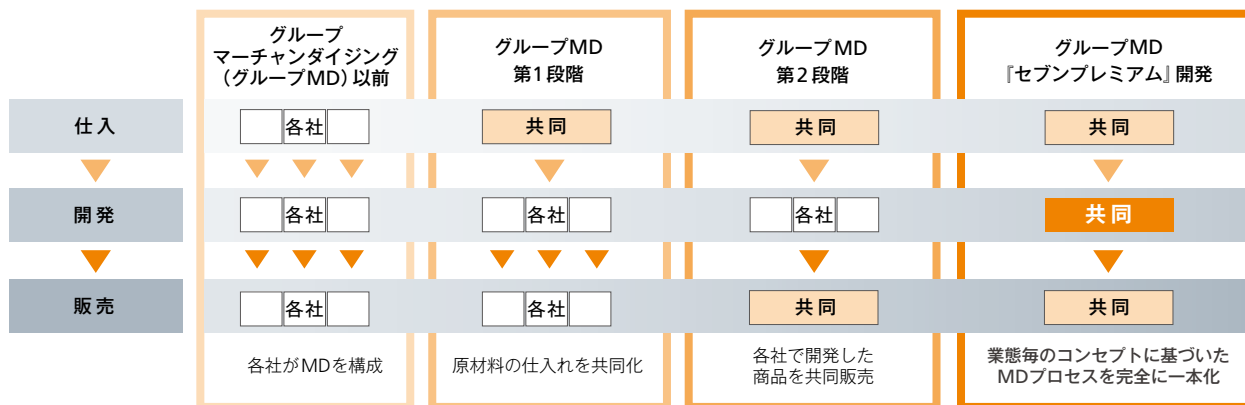 グループ
マーチャンダイジング
（グループMD）以前
グループMD
第1段階
グループMD
第2段階
グループMD
『セブンプレミアム』開発
仕入
各社
共同
共同
共同
開発
各社
各社
各社
共同
販売
各社
各社
共同
共同
各社がMDを構成
原材料の仕入れを共同化
各社で開発した
商品を共同販売
業態毎のコンセプトに基づいた
MDプロセスを完全に一本化